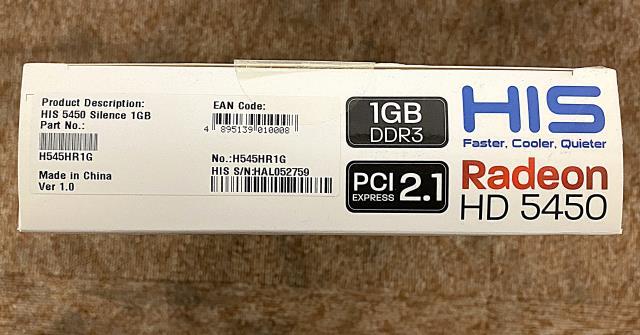 Product Description:
HIS 5450 Silence 1GB
Part No.:
H545HR1G
Made in China
Ver 1.0
EAN Code:
4 895139 010008
No.:H545HR1G
HIS S/N:HAL052759
1GB
DDR3
PCI
EXPRESS
2.1
HIS
Faster, Cooler, Quieter
Radeon
HD 5450